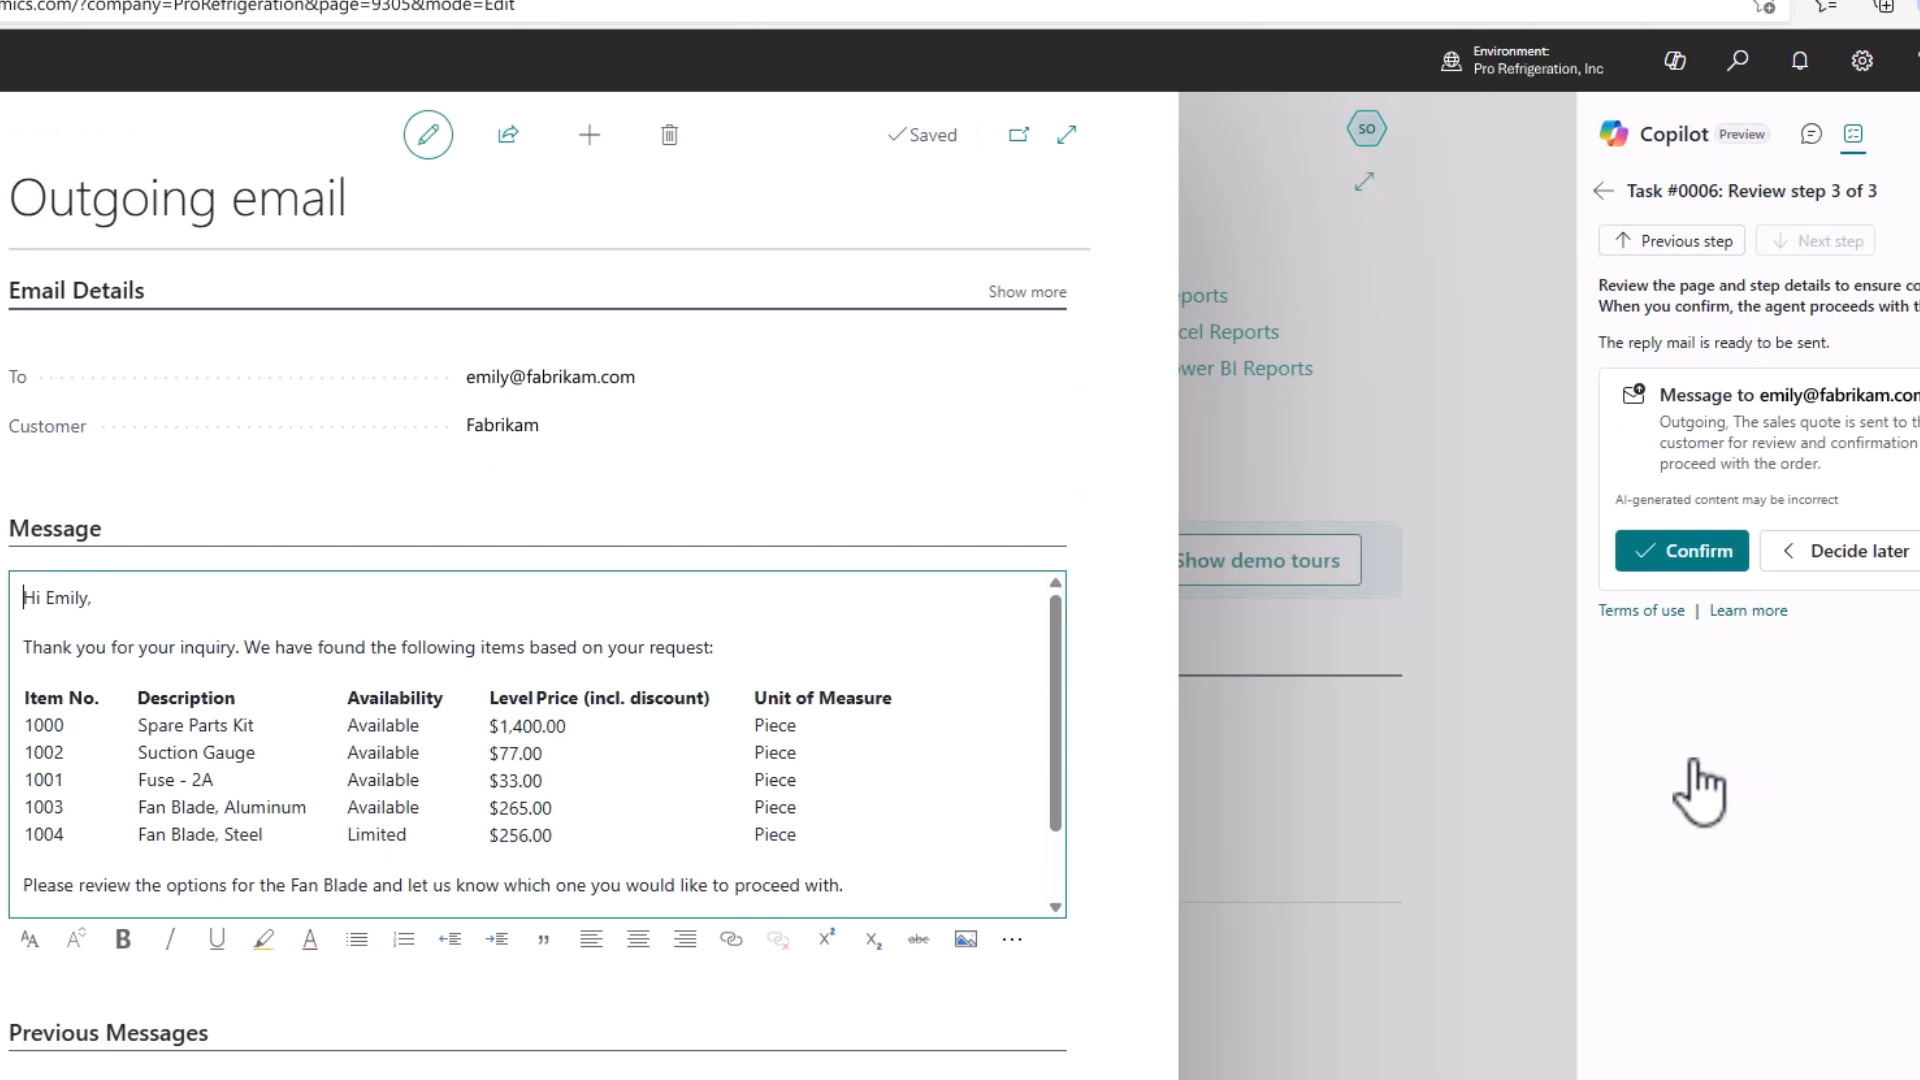 mics.com/?company=ProRefrigeration&page=9305&mode=Edit
Environment:
Pro Refrigeration, Inc
Saved
Outgoing email
Email Details
Show more
To
emily@fabrikam.com
Customer
Fabrikam
Message
Hi Emily,
Thank you for your inquiry. We have found the following items based on your request:
Item No. Description Availability Level Price (incl. discount) Unit of Measure
1000 Spare Parts Kit Available $1,400.00 Piece
1002 Suction Gauge Available $77.00 Piece
1001 Fuse - 2A Available $33.00 Piece
1003 Fan Blade, Aluminum Available $265.00 Piece
1004 Fan Blade, Steel Limited $256.00 Piece
Please review the options for the Fan Blade and let us know which one you would like to proceed with.
Previous Messages
SO
ports
cel Reports
ower BI Reports
Show demo tours
Copilot Preview
Task #0006: Review step 3 of 3
Previous step
Next step
Review the page and step details to ensure co
When you confirm, the agent proceeds with t
The reply mail is ready to be sent.
Message to emily@fabrikam.com
Outgoing, The sales quote is sent to th
customer for review and confirmation
proceed with the order.
AI-generated content may be incorrect
Confirm
Decide later
Terms of use | Learn more